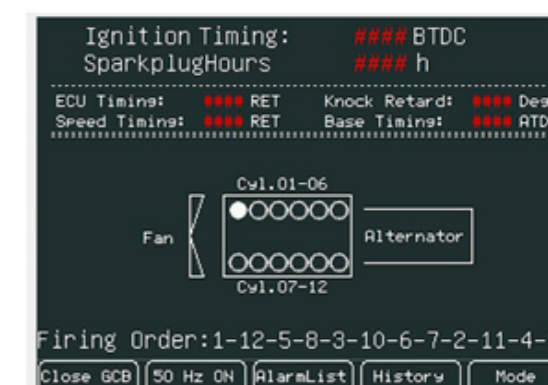 Ignition Timing: #### BTDC
SparkplugHours #### h
ECU Timing: #### RET Knock Retard: #### Deg
Speed Timing: #### RET Base Timing: #### ATD
Cyl.01-06
Fan
Alternator
Cyl.07-12
Firing Order:1-12-5-8-3-10-6-7-2-11-4-
Close GCB 50 Hz ON AlarmList History Mode